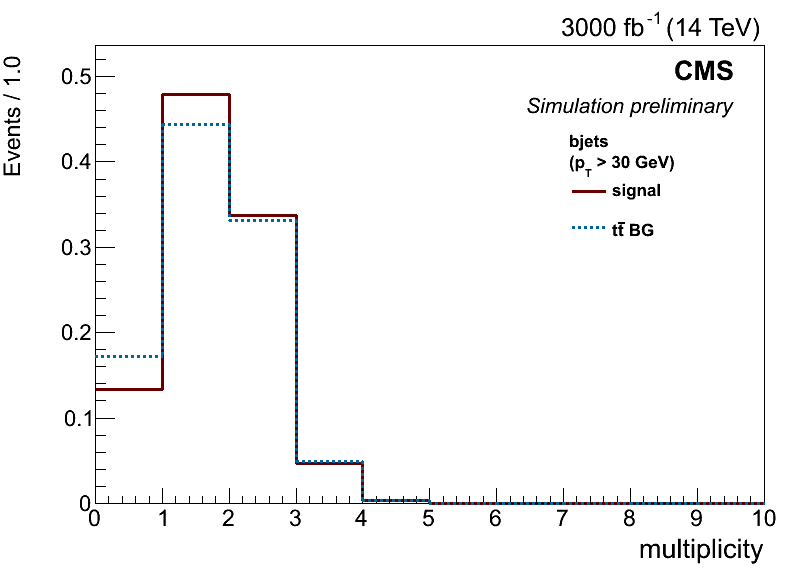 3000 fb⁻¹ (14 TeV)
Events / 1.0
CMS
Simulation preliminary
bjets
(p_T > 30 GeV)
signal
tt̄ BG
0.5
0.4
0.3
0.2
0.1
0
0 1 2 3 4 5 6 7 8 9 10
multiplicity